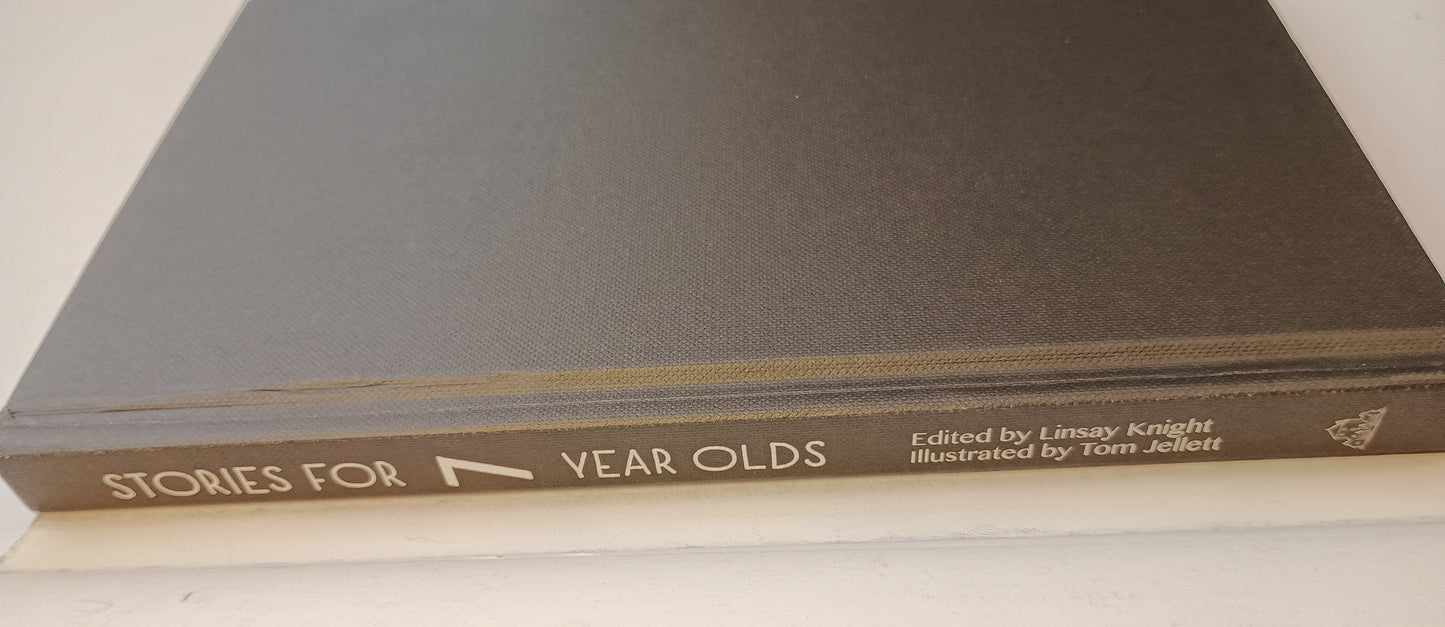 STORIES FOR 7 YEAR OLDS
Edited by Linsay Knight
Illustrated by Tom Jellett